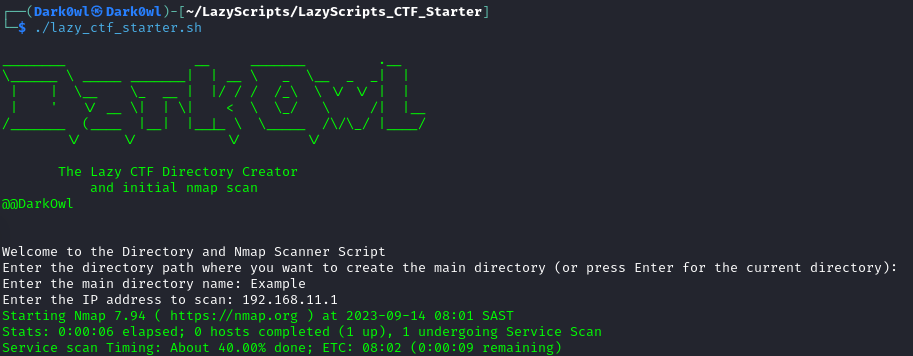 ┌──(Dark0wl㉿Dark0wl)-[~/LazyScripts/LazyScripts_CTF_Starter]
└─$ ./lazy_ctf_starter.sh
Dark0wl
The Lazy CTF Directory Creator
and initial nmap scan
@@DarkOwl
Welcome to the Directory and Nmap Scanner Script
Enter the directory path where you want to create the main directory (or press Enter for the current directory):
Enter the main directory name: Example
Enter the IP address to scan: 192.168.11.1
Starting Nmap 7.94 ( https://nmap.org ) at 2023-09-14 08:01 SAST
Stats: 0:00:06 elapsed; 0 hosts completed (1 up), 1 undergoing Service Scan
Service scan Timing: About 40.00% done; ETC: 08:02 (0:00:09 remaining)